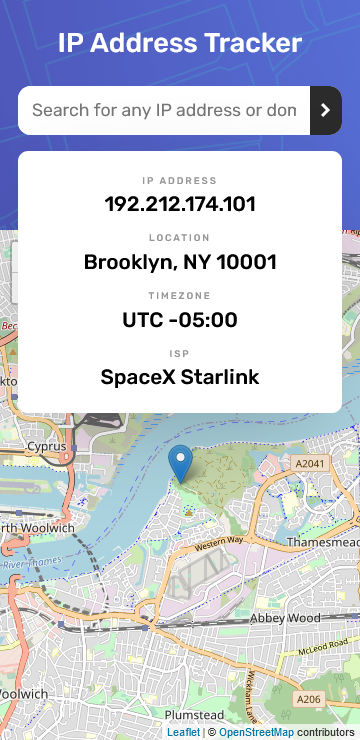 IP Address Tracker
Search for any IP address or dom
IP ADDRESS
192.212.174.101
LOCATION
Brooklyn, NY 10001
TIMEZONE
UTC -05:00
ISP
SpaceX Starlink
Cyprus
A2041
rth Woolwich
Western Way
Thamesmead
River Thames
Abbey Wood
McLeod Road
Wickham Lane
A206
Woolwich
Plumstead
Leaflet | © OpenStreetMap contributors